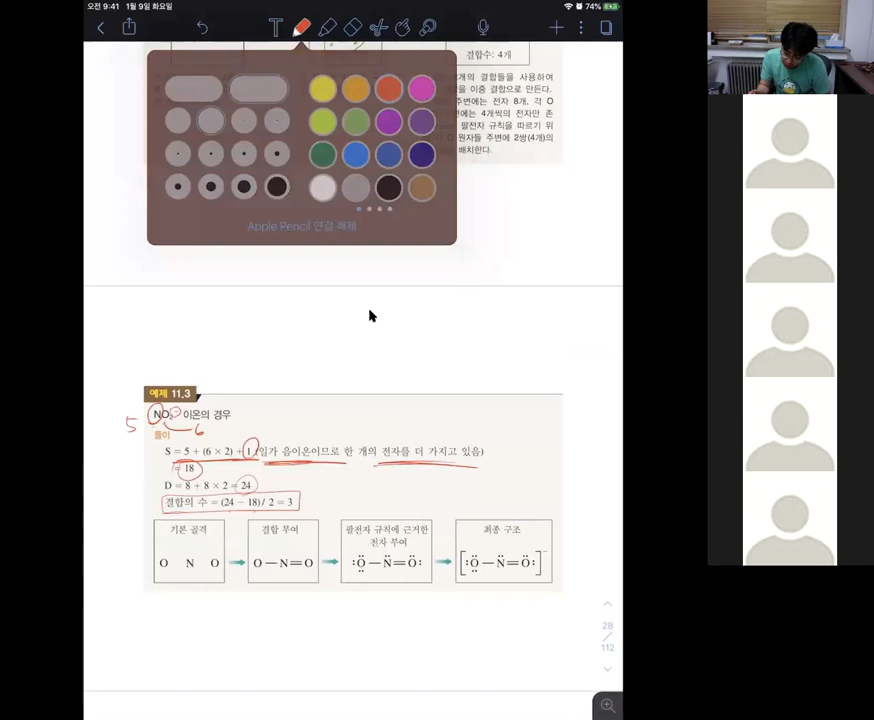 오전 9:41 1월 9일 화요일
74%
결합수: 4개
개의 결합들을 사용하여
을 이중 결합으로 만든다.
주변에는 전자 8개, 각 O
변에는 4개씩의 전자만 존
팔전자 규칙을 따르기 위
원자들 주변에 2쌍(4개)의
배치한다.
Apple Pencil 연결 해제
예제 11.3
5 NO₂⁻ 이온의 경우
6
풀이
S = 5 + (6 × 2) + 1 (일가 음이온이므로 한 개의 전자를 더 가지고 있음)
= 18
D = 8 + 8 × 2 = 24
결합의 수 = (24 − 18) / 2 = 3
기본 골격 결합 부여 팔전자 규칙에 근거한 전자 부여 최종 구조
O N O O — N = O :O — N = O: [:O — N = O:]⁻
28
/
112